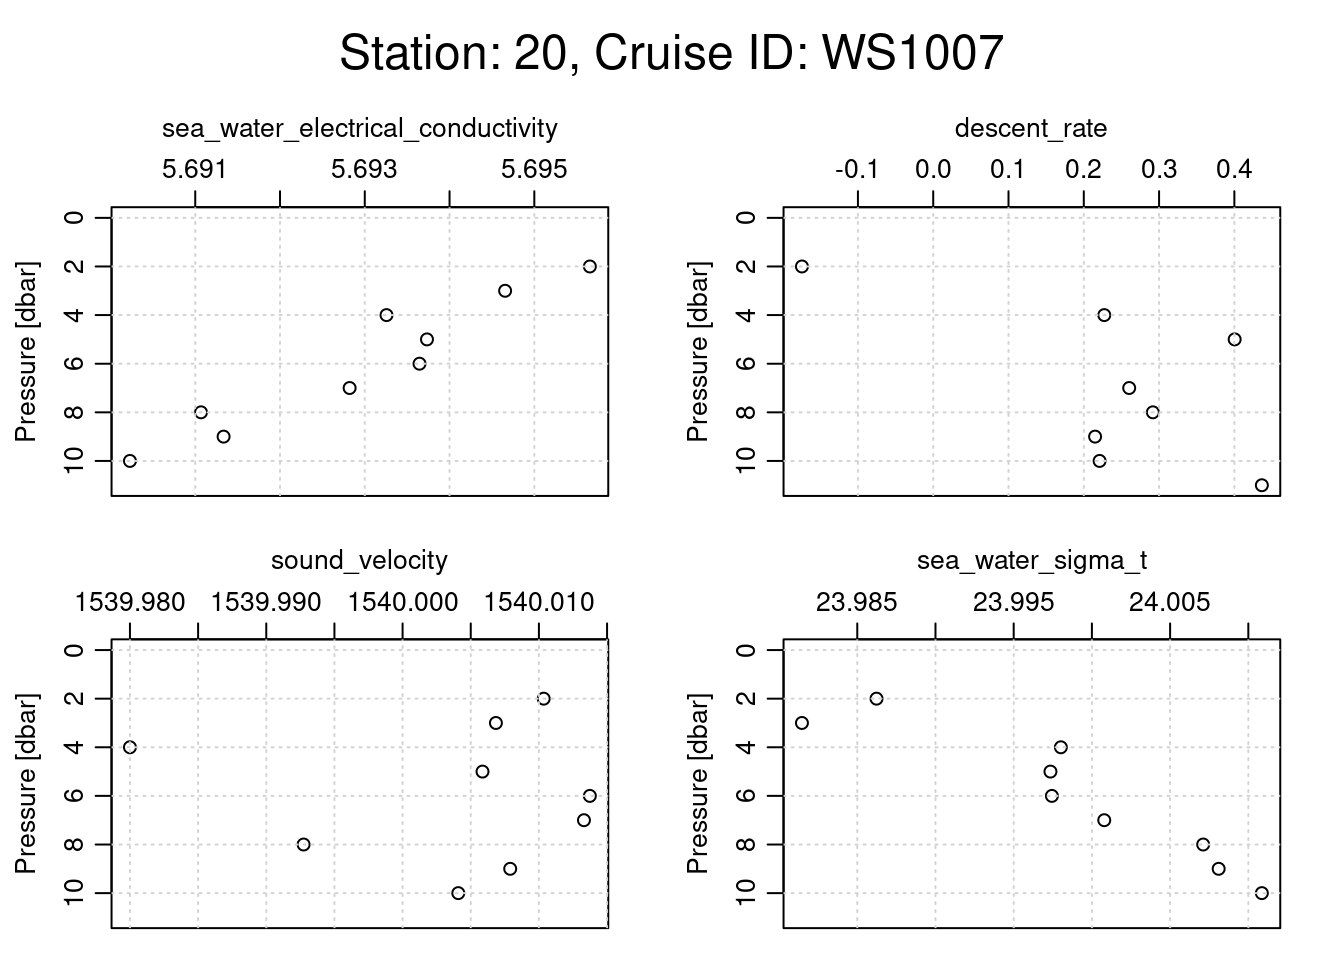 Station: 20, Cruise ID: WS1007
sea_water_electrical_conductivity
5.691 5.693 5.695
Pressure [dbar]
0 2 4 6 8 10
descent_rate
-0.1 0.0 0.1 0.2 0.3 0.4
Pressure [dbar]
0 2 4 6 8 10
sound_velocity
1539.980 1539.990 1540.000 1540.010
Pressure [dbar]
0 2 4 6 8 10
sea_water_sigma_t
23.985 23.995 24.005
Pressure [dbar]
0 2 4 6 8 10